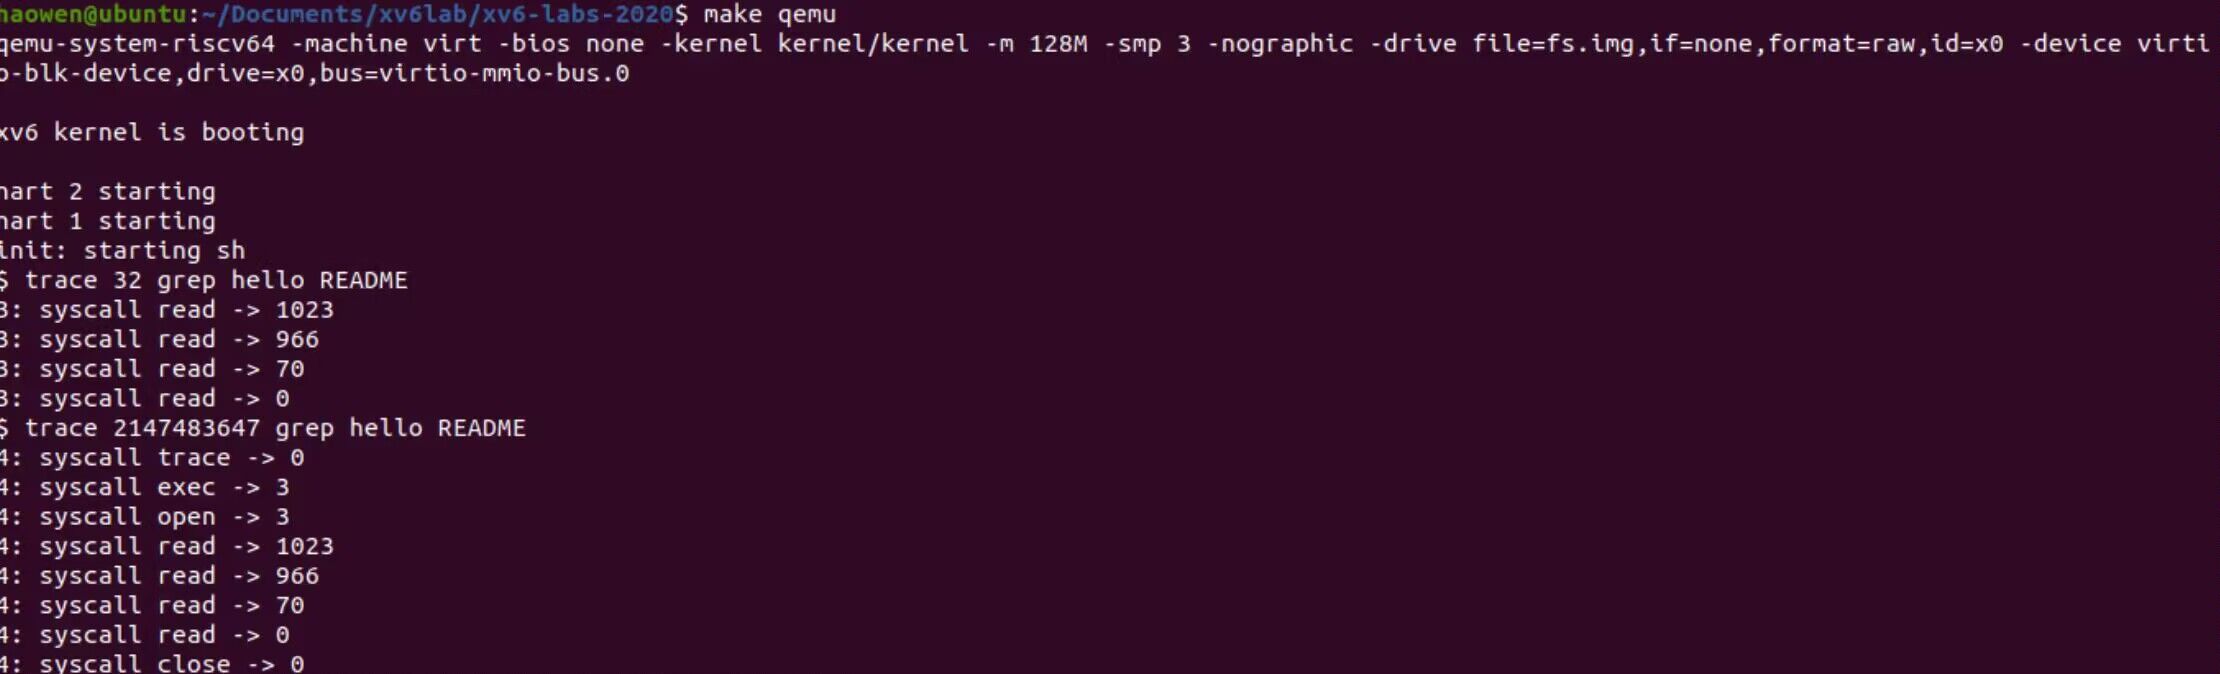 haowen@ubuntu:~/Documents/xv6lab/xv6-labs-2020$ make qemu
qemu-system-riscv64 -machine virt -bios none -kernel kernel/kernel -m 128M -smp 3 -nographic -drive file=fs.img,if=none,format=raw,id=x0 -device virti
o-blk-device,drive=x0,bus=virtio-mmio-bus.0
xv6 kernel is booting
hart 2 starting
hart 1 starting
init: starting sh
$ trace 32 grep hello README
3: syscall read -> 1023
3: syscall read -> 966
3: syscall read -> 70
3: syscall read -> 0
$ trace 2147483647 grep hello README
4: syscall trace -> 0
4: syscall exec -> 3
4: syscall open -> 3
4: syscall read -> 1023
4: syscall read -> 966
4: syscall read -> 70
4: syscall read -> 0
4: syscall close -> 0